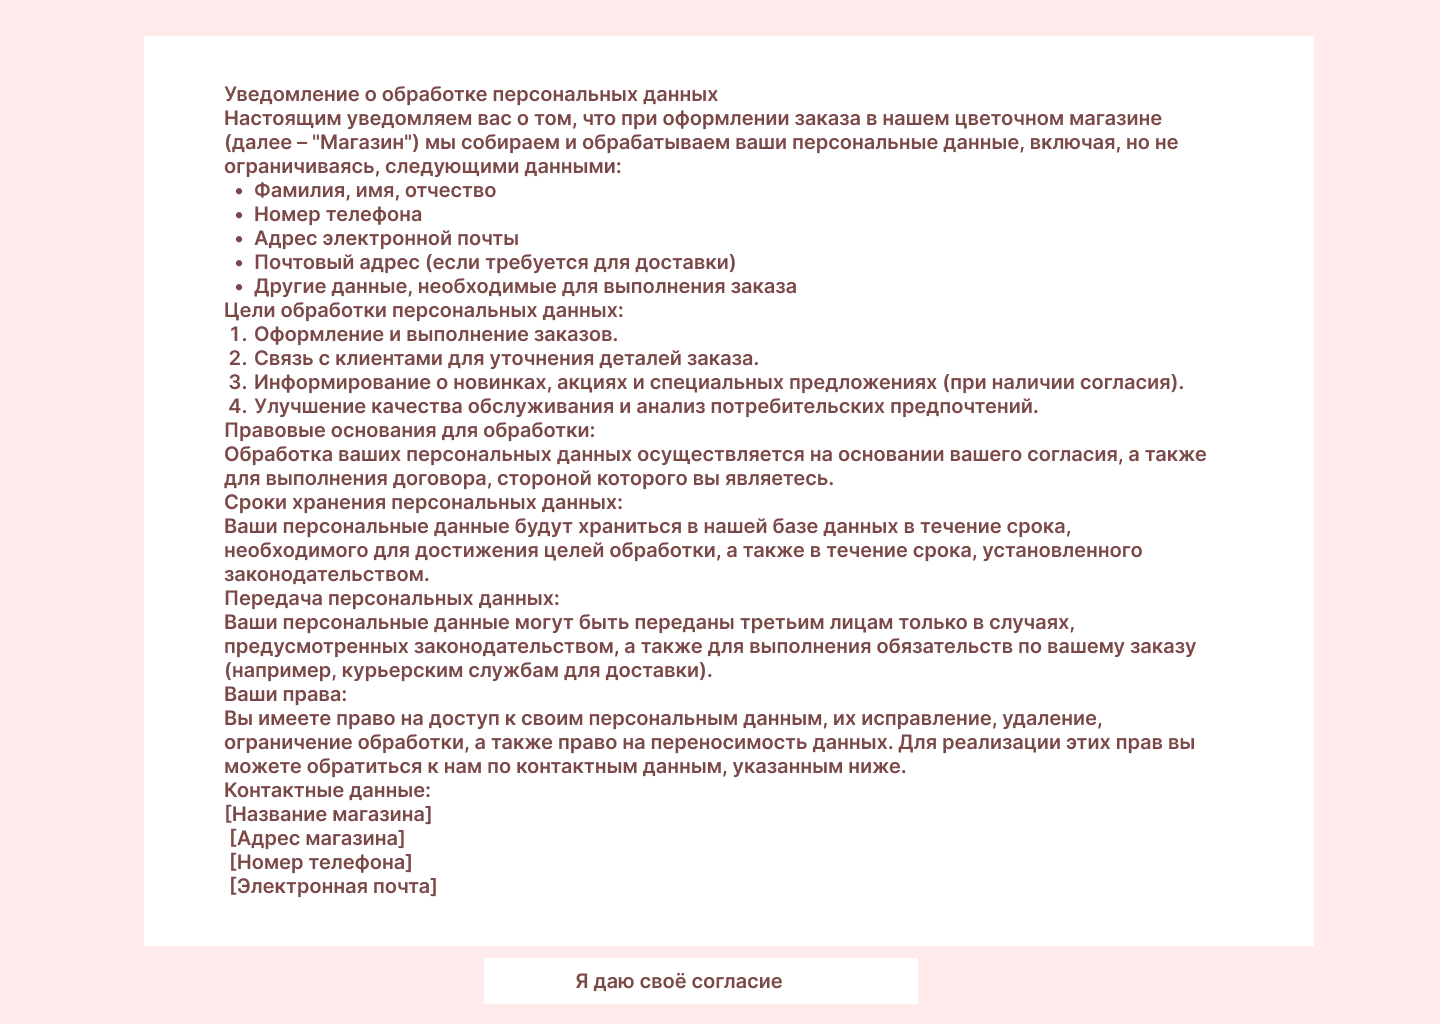 Уведомление о обработке персональных данных
Настоящим уведомляем вас о том, что при оформлении заказа в нашем цветочном магазине
(далее – "Магазин") мы собираем и обрабатываем ваши персональные данные, включая, но не
ограничиваясь, следующими данными:
• Фамилия, имя, отчество
• Номер телефона
• Адрес электронной почты
• Почтовый адрес (если требуется для доставки)
• Другие данные, необходимые для выполнения заказа
Цели обработки персональных данных:
1. Оформление и выполнение заказов.
2. Связь с клиентами для уточнения деталей заказа.
3. Информирование о новинках, акциях и специальных предложениях (при наличии согласия).
4. Улучшение качества обслуживания и анализ потребительских предпочтений.
Правовые основания для обработки:
Обработка ваших персональных данных осуществляется на основании вашего согласия, а также
для выполнения договора, стороной которого вы являетесь.
Сроки хранения персональных данных:
Ваши персональные данные будут храниться в нашей базе данных в течение срока,
необходимого для достижения целей обработки, а также в течение срока, установленного
законодательством.
Передача персональных данных:
Ваши персональные данные могут быть переданы третьим лицам только в случаях,
предусмотренных законодательством, а также для выполнения обязательств по вашему заказу
(например, курьерским службам для доставки).
Ваши права:
Вы имеете право на доступ к своим персональным данным, их исправление, удаление,
ограничение обработки, а также право на переносимость данных. Для реализации этих прав вы
можете обратиться к нам по контактным данным, указанным ниже.
Контактные данные:
[Название магазина]
[Адрес магазина]
[Номер телефона]
[Электронная почта]
Я даю своё согласие